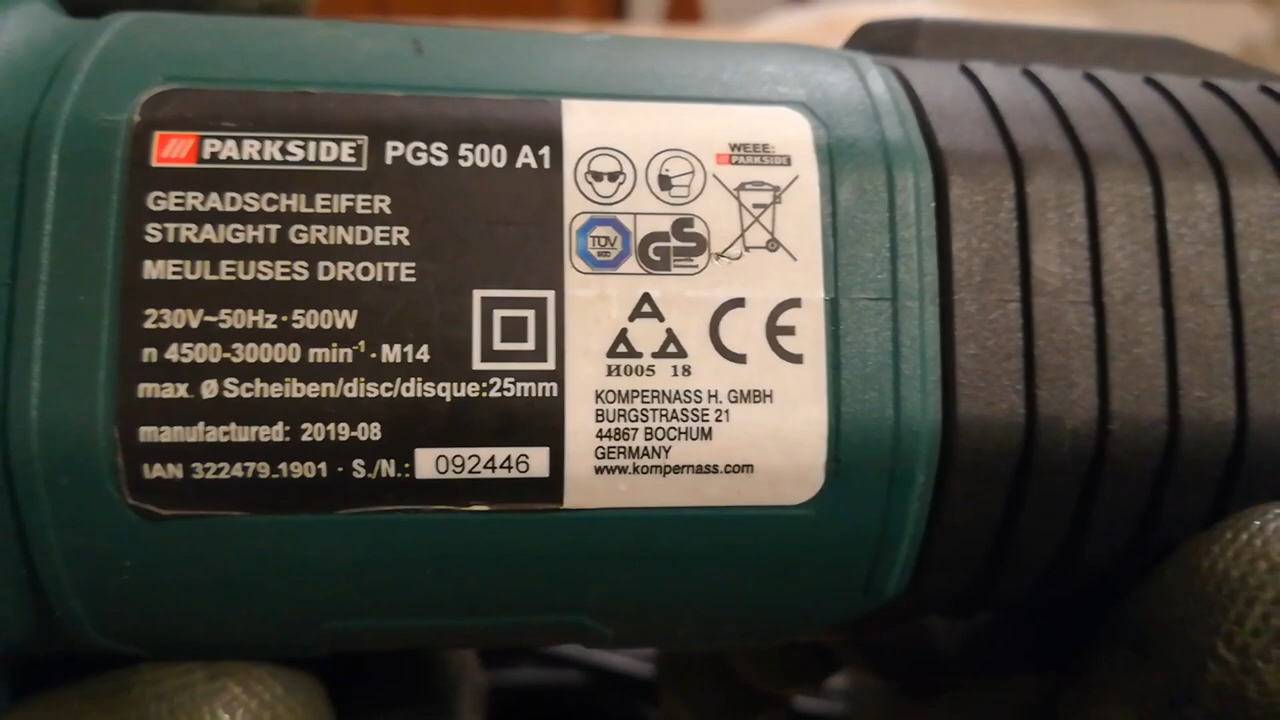 PARKSIDE PGS 500 A1
GERADSCHLEIFER
STRAIGHT GRINDER
MEULEUSES DROITE
230V~50Hz·500W
n 4500-30000 min⁻¹·M14
max. Ø Scheiben/disc/disque:25mm
manufactured: 2019-08
IAN 322479_1901 · S./N.: 092446
WEEE:
PARKSIDE
TÜV
GS
CE
И005 18
KOMPERNASS H. GMBH
BURGSTRASSE 21
44867 BOCHUM
GERMANY
www.kompernass.com